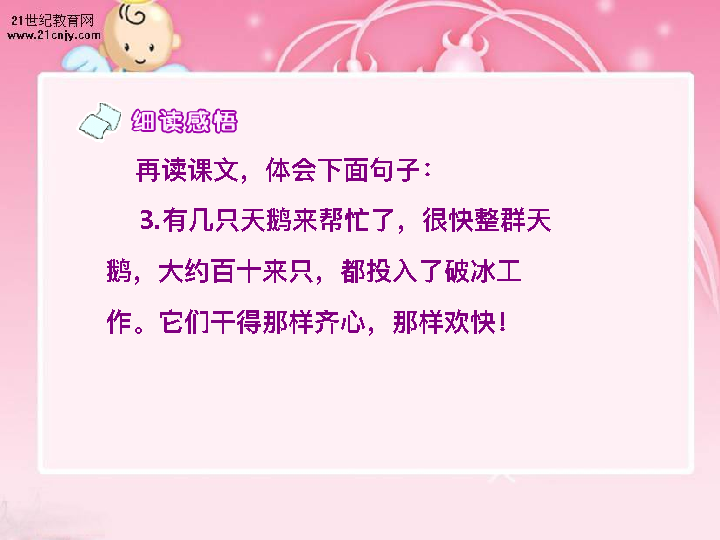 21世纪教育网
www.21cnjy.com
细读感悟
再读课文，体会下面句子：
3.有几只天鹅来帮忙了，很快整群天
鹅，大约百十来只，都投入了破冰工
作。它们干得那样齐心，那样欢快！